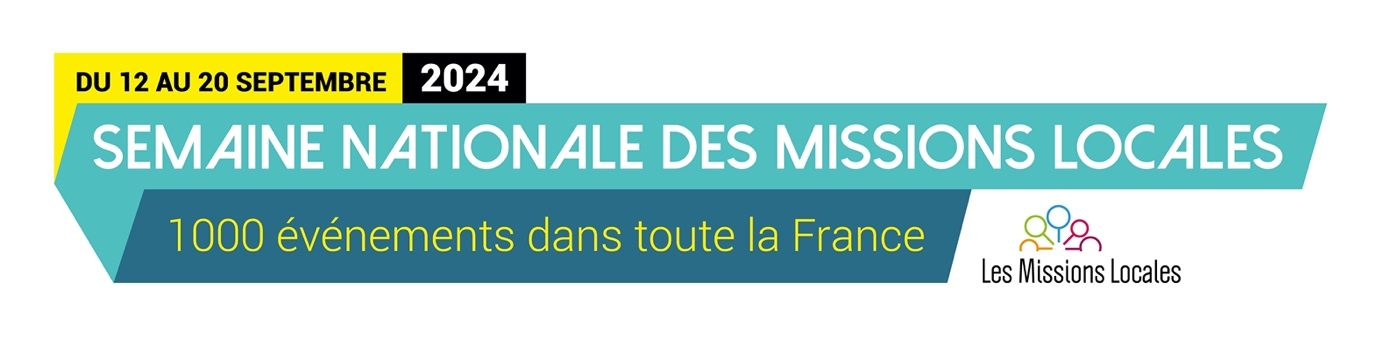 DU 12 AU 20 SEPTEMBRE 2024
SEMAINE NATIONALE DES MISSIONS LOCALES
1000 événements dans toute la France
Les Missions Locales